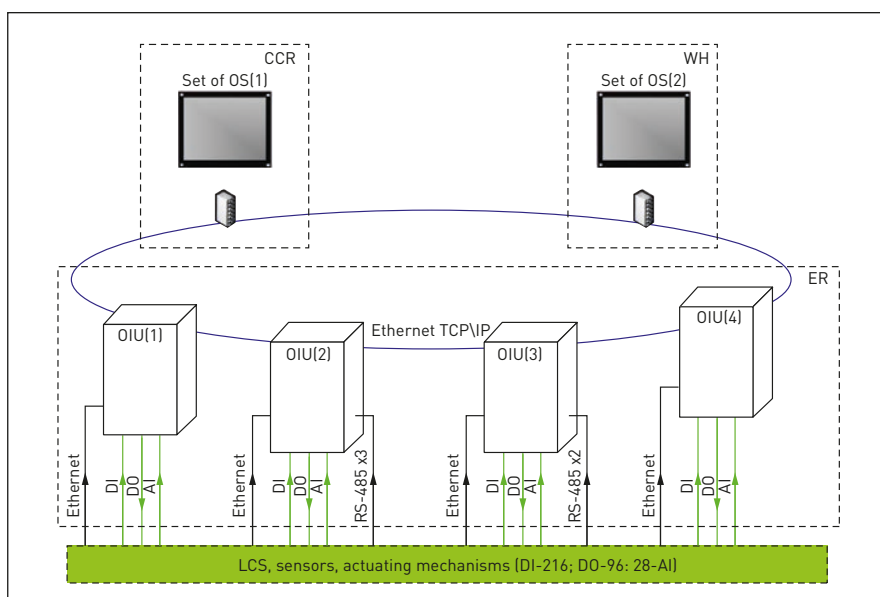 CCR
Set of OS(1)
WH
Set of OS(2)
ER
Ethernet TCP\IP
OIU(1)
OIU(2)
OIU(3)
OIU(4)
Ethernet
DI
DO
AI
Ethernet
DI
DO
AI
RS-485 x3
Ethernet
DI
DO
AI
RS-485 x2
Ethernet
DI
DO
AI
LCS, sensors, actuating mechanisms (DI-216; DO-96: 28-AI)